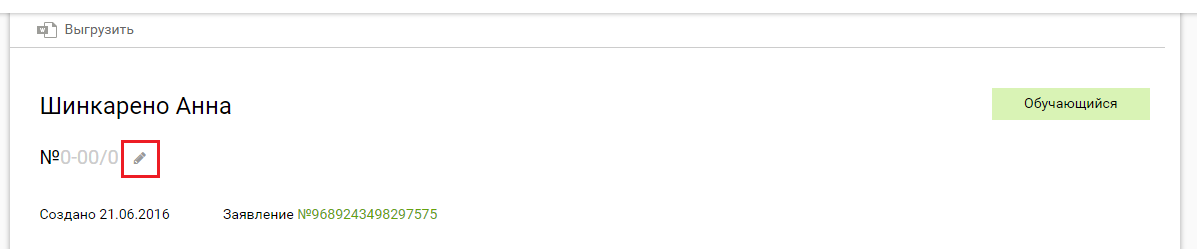 Выгрузить
Шинкарено Анна
Обучающийся
№0-00/0
Создано 21.06.2016 Заявление №9689243498297575